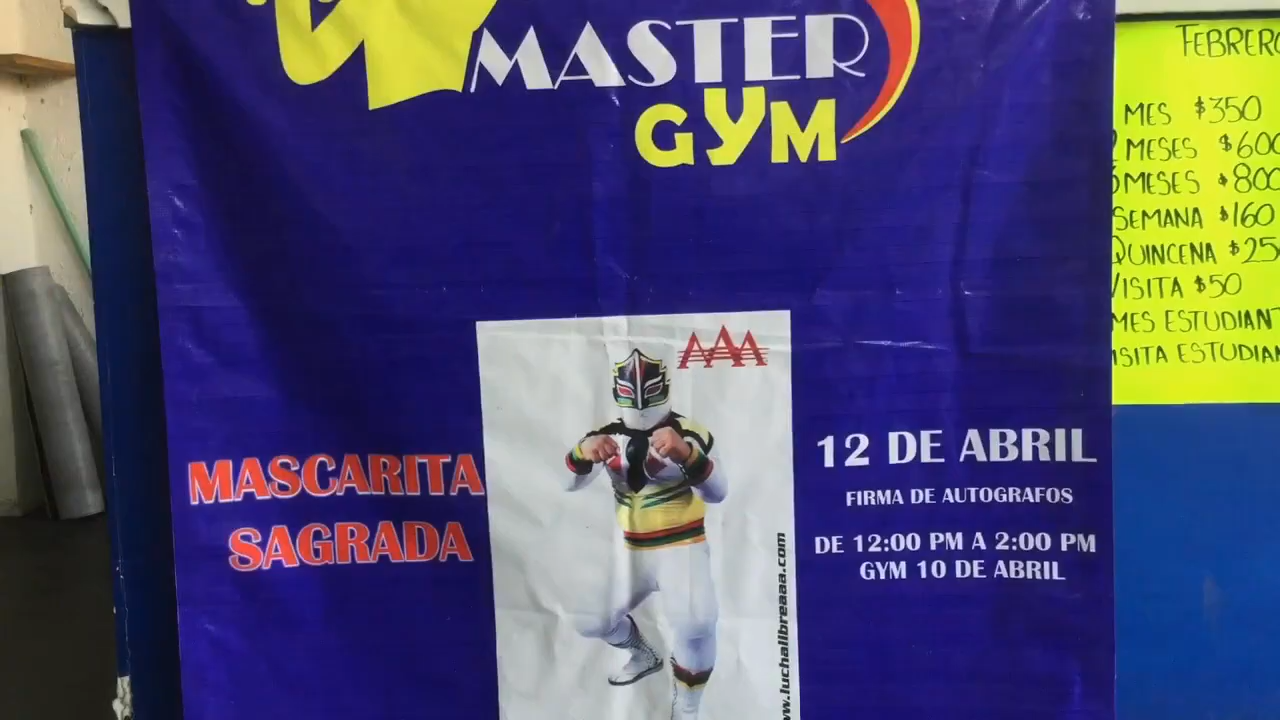 MASTER
GYM
AAA
MASCARITA
SAGRADA
www.luchalibreaaa.com
12 DE ABRIL
FIRMA DE AUTOGRAFOS
DE 12:00 PM A 2:00 PM
GYM 10 DE ABRIL
FEBRERO
MES $350
MESES $600
MESES $800
SEMANA $160
QUINCENA $25
VISITA $50
MES ESTUDIANT
ISITA ESTUDIAN